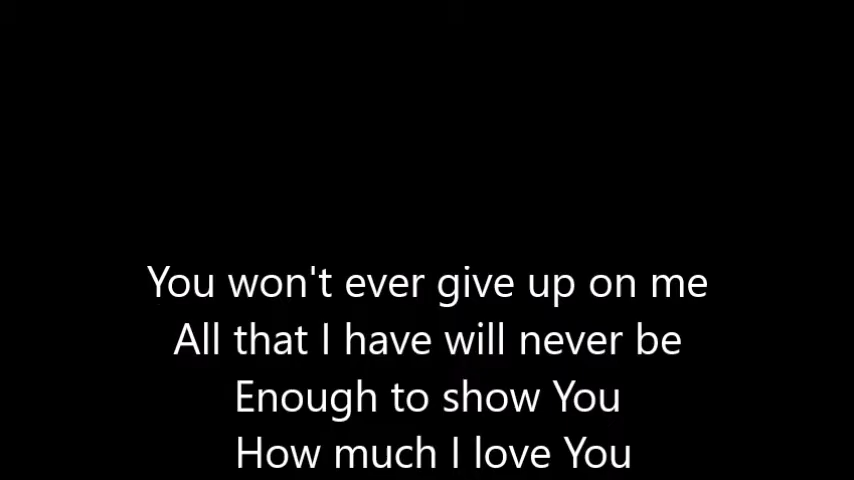 You won't ever give up on me
All that I have will never be
Enough to show You
How much I love You